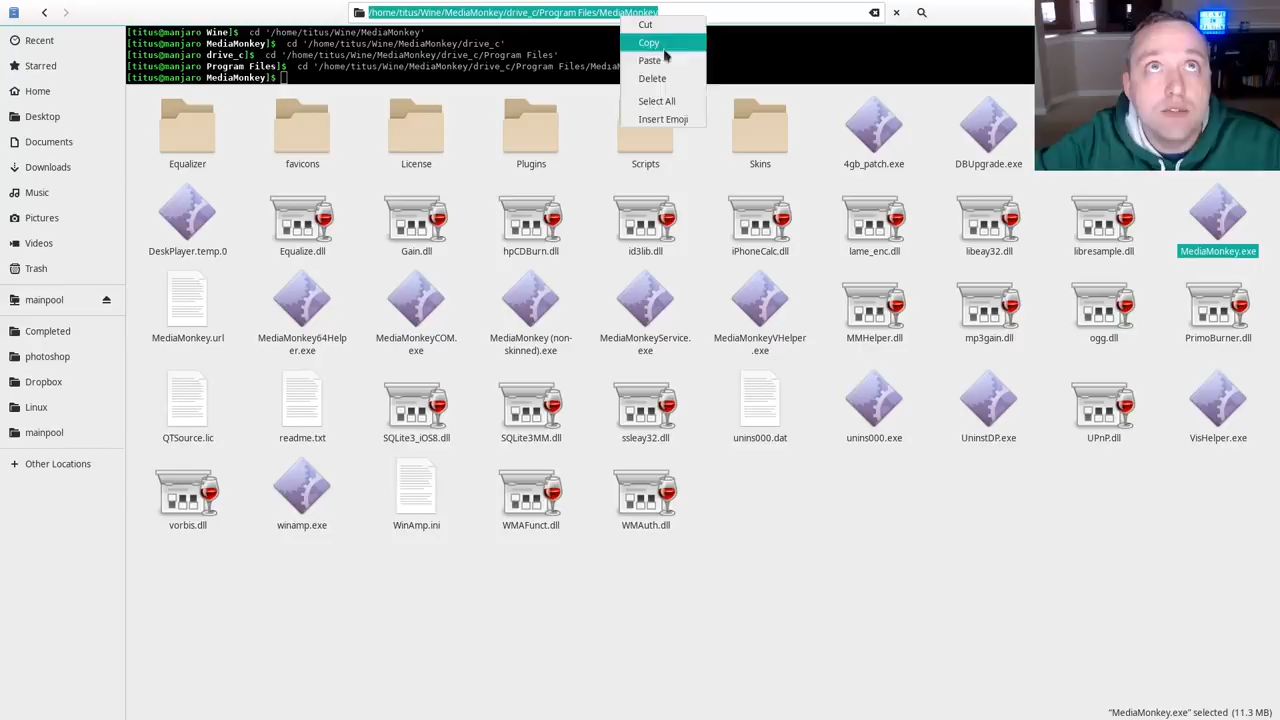 /home/titus/Wine/MediaMonkey/drive_c/Program Files/MediaMonkey
Cut
Copy
Paste
Delete
Select All
Insert Emoji
[titus@manjaro Wine]$ cd '/home/titus/Wine/MediaMonkey'
[titus@manjaro MediaMonkey]$ cd '/home/titus/Wine/MediaMonkey/drive_c'
[titus@manjaro drive_c]$ cd '/home/titus/Wine/MediaMonkey/drive_c/Program Files'
[titus@manjaro Program Files]$ cd '/home/titus/Wine/MediaMonkey/drive_c/Program Files/MediaM
[titus@manjaro MediaMonkey]$
Recent
Starred
Home
Desktop
Documents
Downloads
Music
Pictures
Videos
Trash
mainpool
Completed
photoshop
Dropbox
Linux
mainpool
Other Locations
Equalizer
favicons
License
Plugins
Scripts
Skins
4gb_patch.exe
DBUpgrade.exe
DeskPlayer.temp.0
Equalize.dll
Gain.dll
hpCDBurn.dll
id3lib.dll
iPhoneCalc.dll
lame_enc.dll
libeay32.dll
libresample.dll
MediaMonkey.exe
MediaMonkey.url
MediaMonkey64Help
er.exe
MediaMonkeyCOM.
exe
MediaMonkey (non-
skinned).exe
MediaMonkeyService.
exe
MediaMonkeyVHelper
.exe
MMHelper.dll
mp3gain.dll
ogg.dll
PrimoBurner.dll
QTSource.lic
readme.txt
SQLite3_iOS8.dll
SQLite3MM.dll
ssleay32.dll
unins000.dat
unins000.exe
UninstDP.exe
UPnP.dll
VisHelper.exe
vorbis.dll
winamp.exe
WinAmp.ini
WMAFunct.dll
WMAuth.dll
"MediaMonkey.exe" selected (11.3 MB)